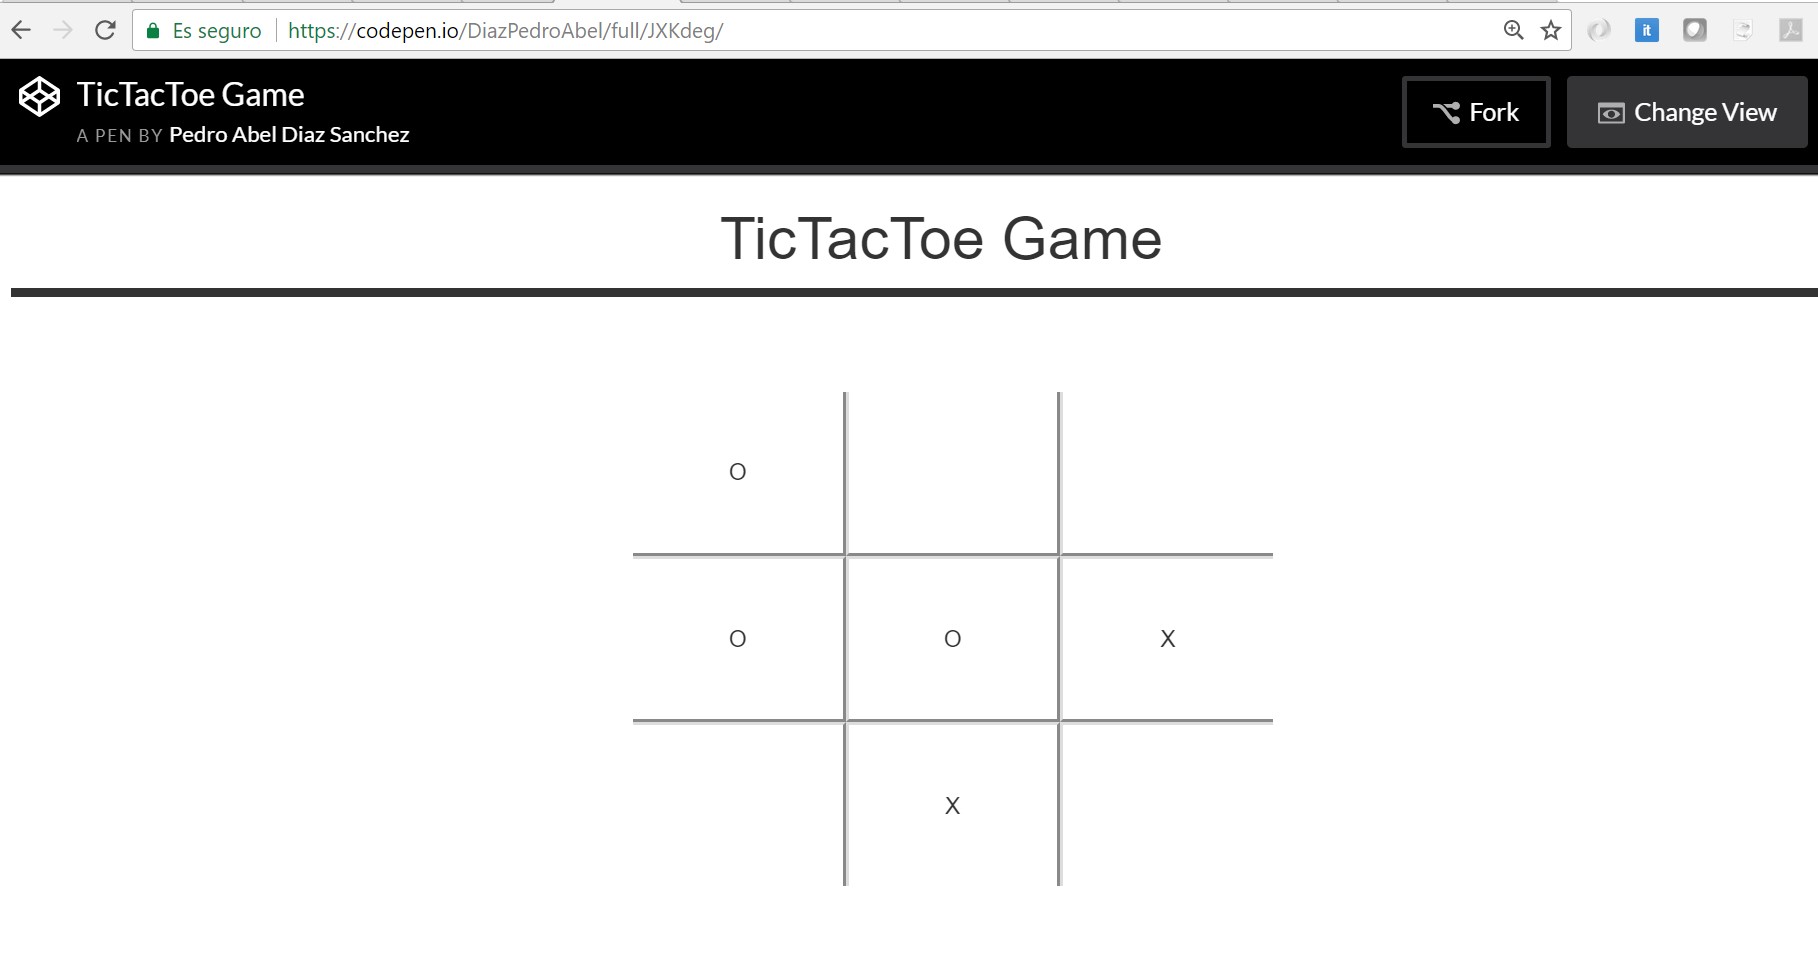 Es seguro https://codepen.io/DiazPedroAbel/full/JXKdeg/
it
TicTacToe Game
A PEN BY Pedro Abel Diaz Sanchez
Fork
Change View
TicTacToe Game
O
O O X
X